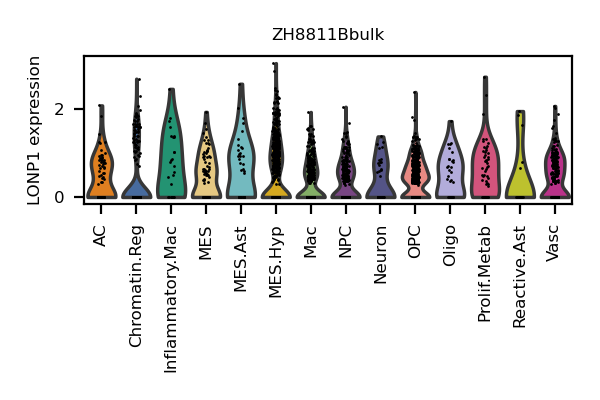 ZH8811Bbulk
LONP1 expression
2
0
AC
Chromatin.Reg
Inflammatory.Mac
MES
MES.Ast
MES.Hyp
Mac
NPC
Neuron
OPC
Oligo
Prolif.Metab
Reactive.Ast
Vasc